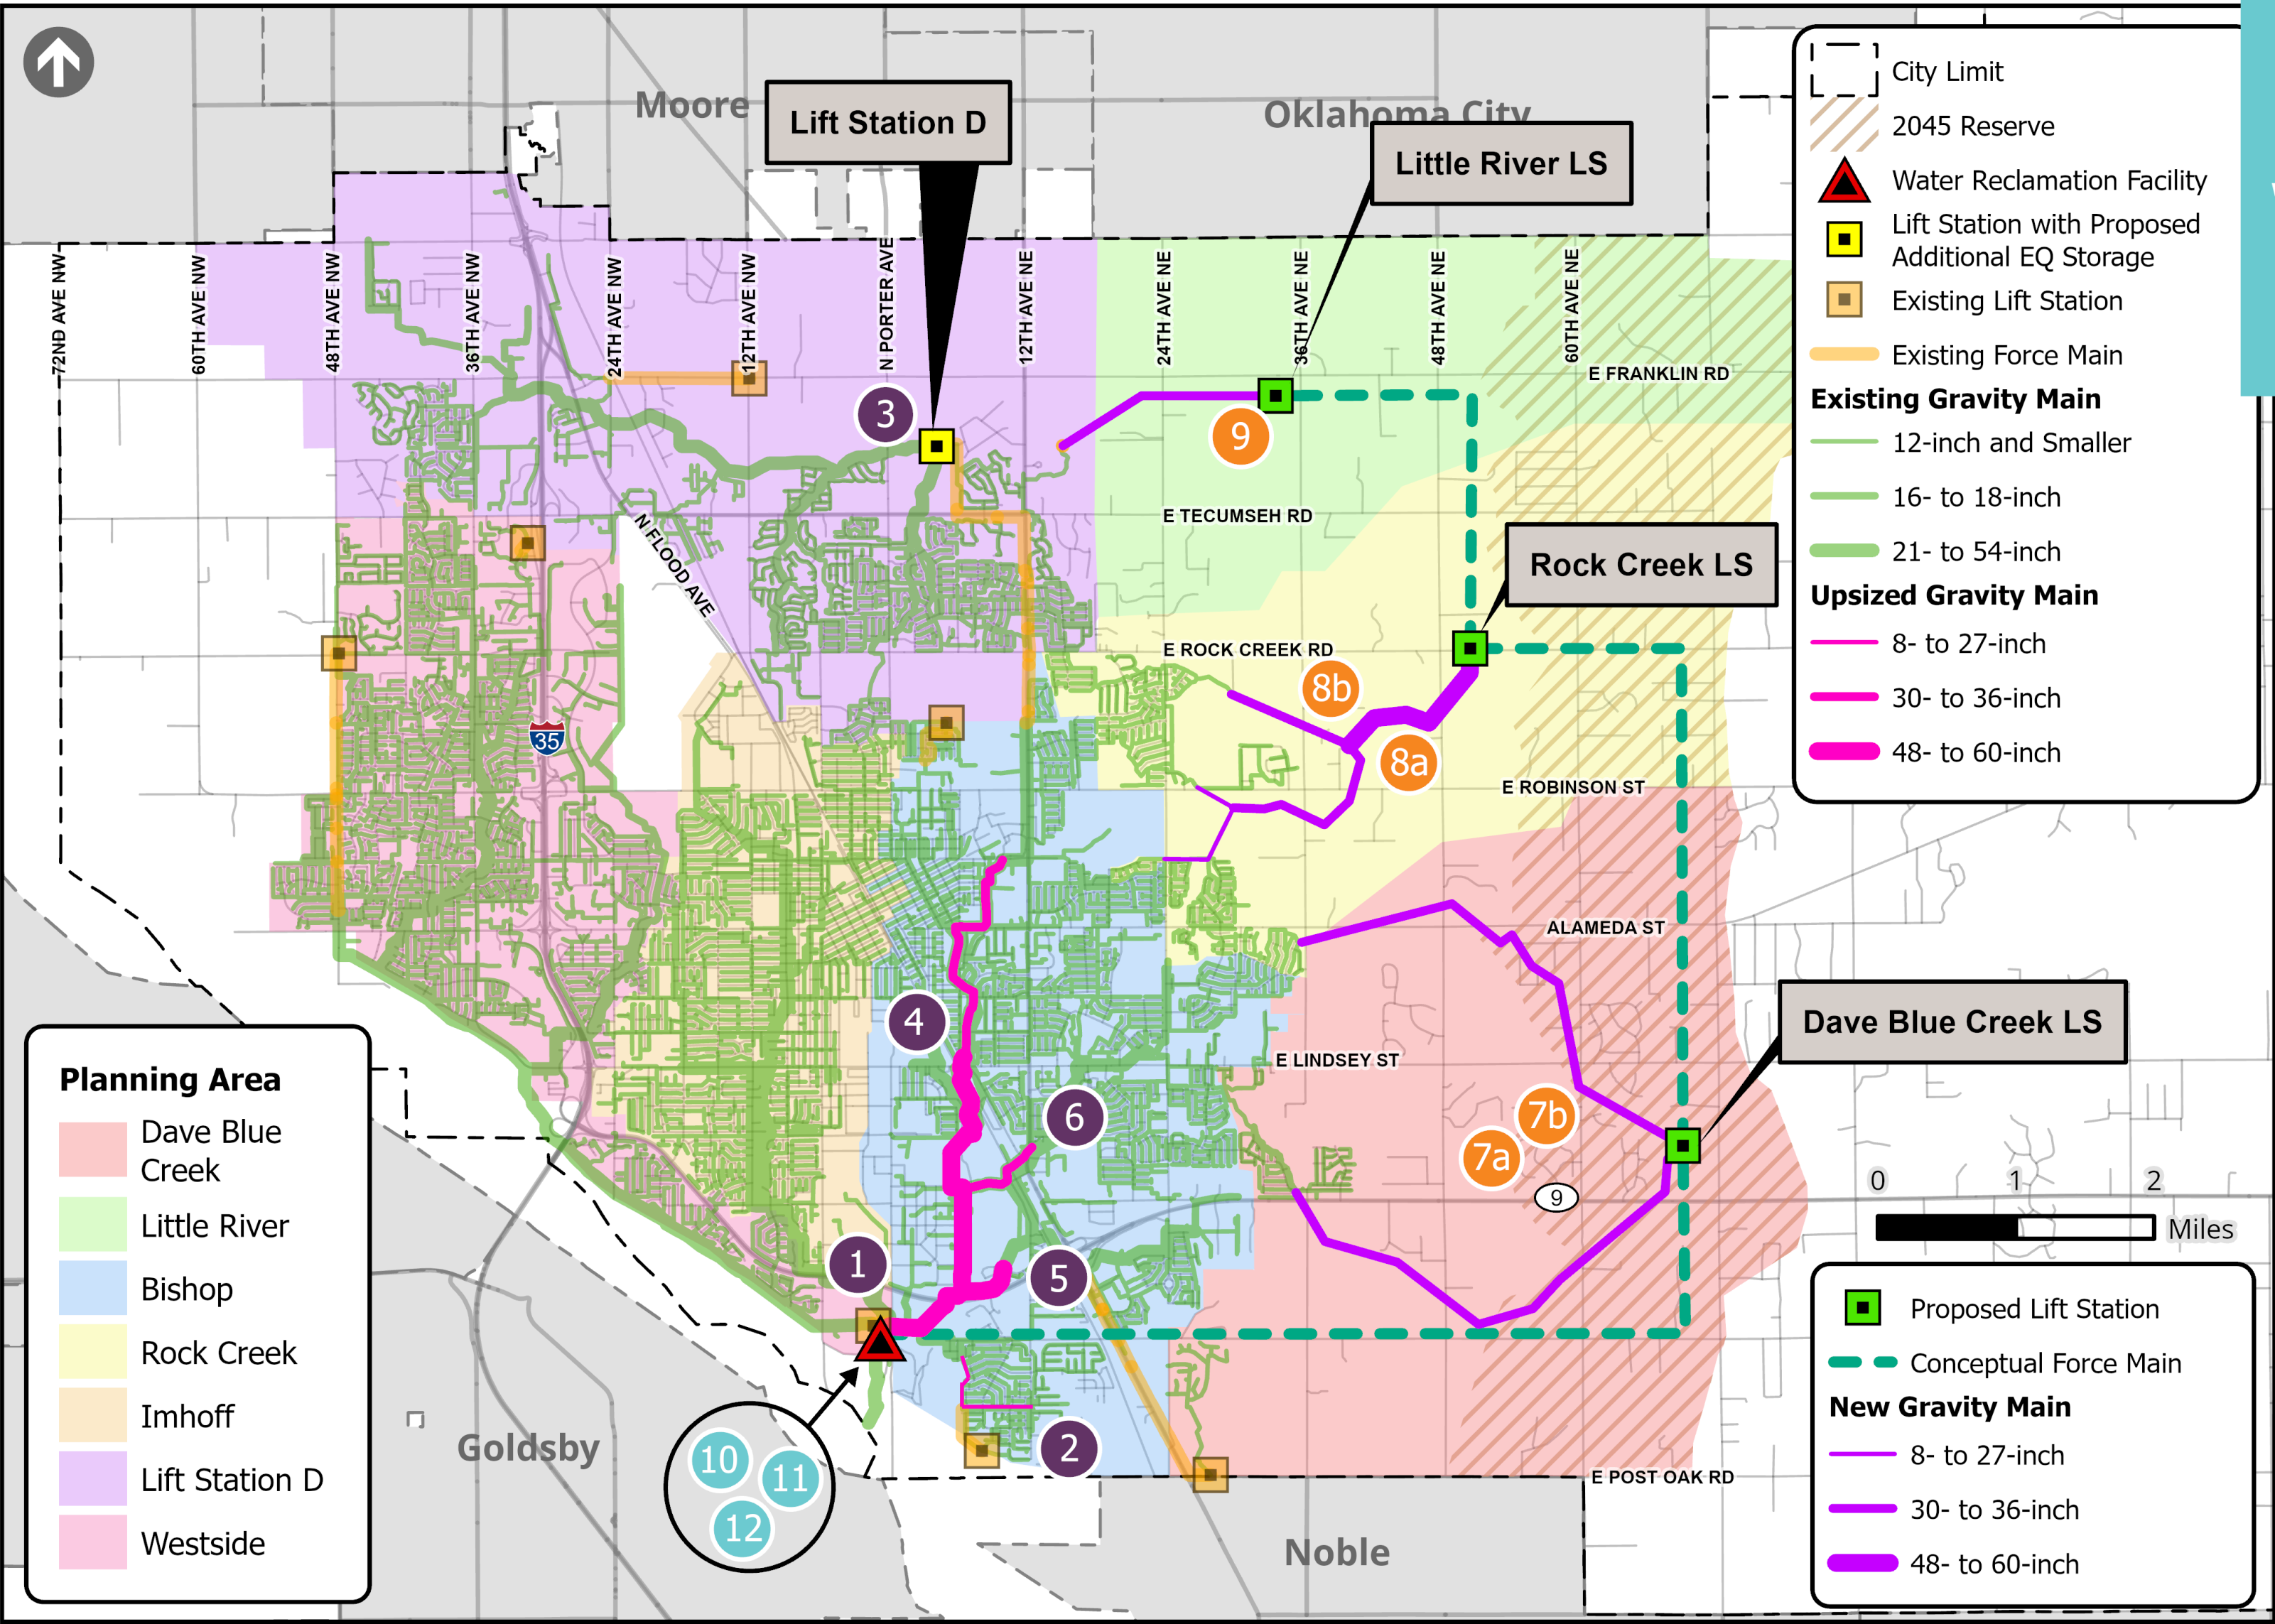 Moore
Oklahoma City
Lift Station D
Little River LS
Rock Creek LS
Dave Blue Creek LS
Goldsby
Noble
72ND AVE NW
60TH AVE NW
48TH AVE NW
36TH AVE NW
24TH AVE NW
12TH AVE NW
N PORTER AVE
12TH AVE NE
24TH AVE NE
36TH AVE NE
48TH AVE NE
60TH AVE NE
E FRANKLIN RD
E TECUMSEH RD
N FLOOD AVE
E ROCK CREEK RD
E ROBINSON ST
ALAMEDA ST
E LINDSEY ST
E POST OAK RD
35
9
3
9
8b
8a
4
6
7b
7a
1
5
2
10
11
12
City Limit
2045 Reserve
Water Reclamation Facility
Lift Station with Proposed
Additional EQ Storage
Existing Lift Station
Existing Force Main
Existing Gravity Main
12-inch and Smaller
16- to 18-inch
21- to 54-inch
Upsized Gravity Main
8- to 27-inch
30- to 36-inch
48- to 60-inch
Planning Area
Dave Blue
Creek
Little River
Bishop
Rock Creek
Imhoff
Lift Station D
Westside
0 1 2
Miles
Proposed Lift Station
Conceptual Force Main
New Gravity Main
8- to 27-inch
30- to 36-inch
48- to 60-inch